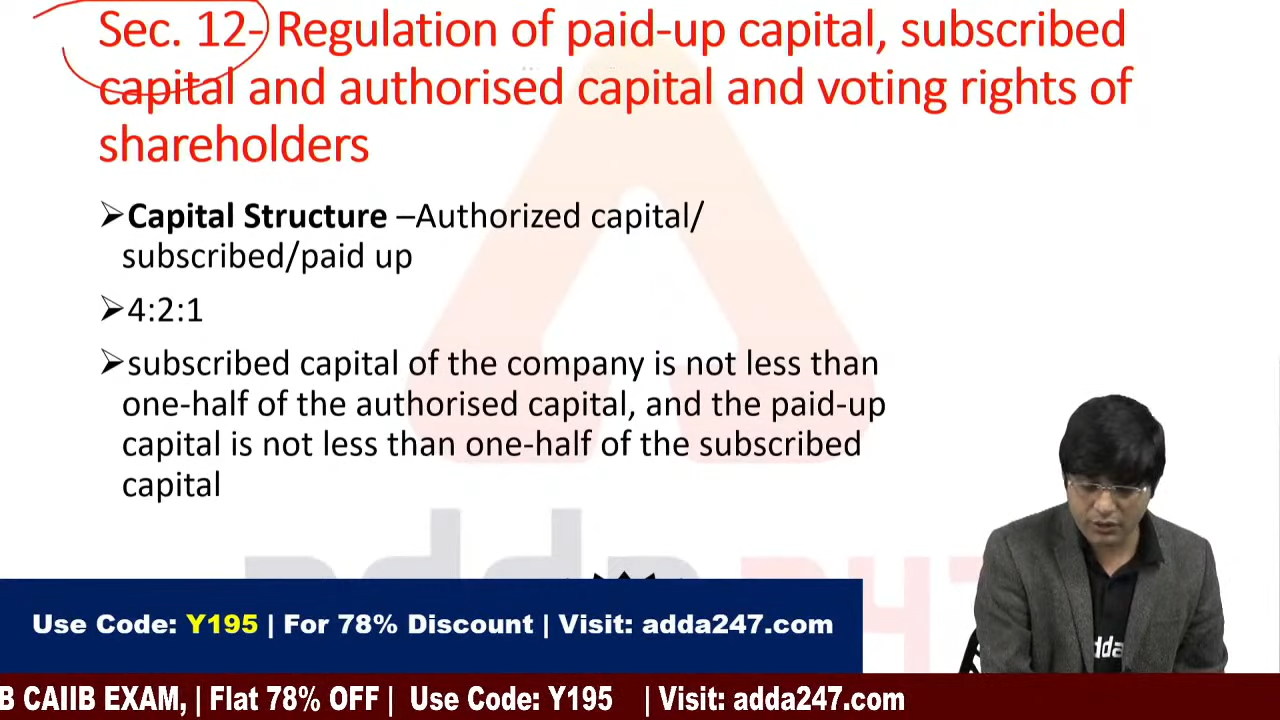 Sec. 12- Regulation of paid-up capital, subscribed
capital and authorised capital and voting rights of
shareholders
➢Capital Structure –Authorized capital/
subscribed/paid up
➢4:2:1
➢subscribed capital of the company is not less than
one-half of the authorised capital, and the paid-up
capital is not less than one-half of the subscribed
capital
adda 247
dda
Use Code: Y195 | For 78% Discount | Visit: adda247.com
B CAIIB EXAM, | Flat 78% OFF | Use Code: Y195 | Visit: adda247.com